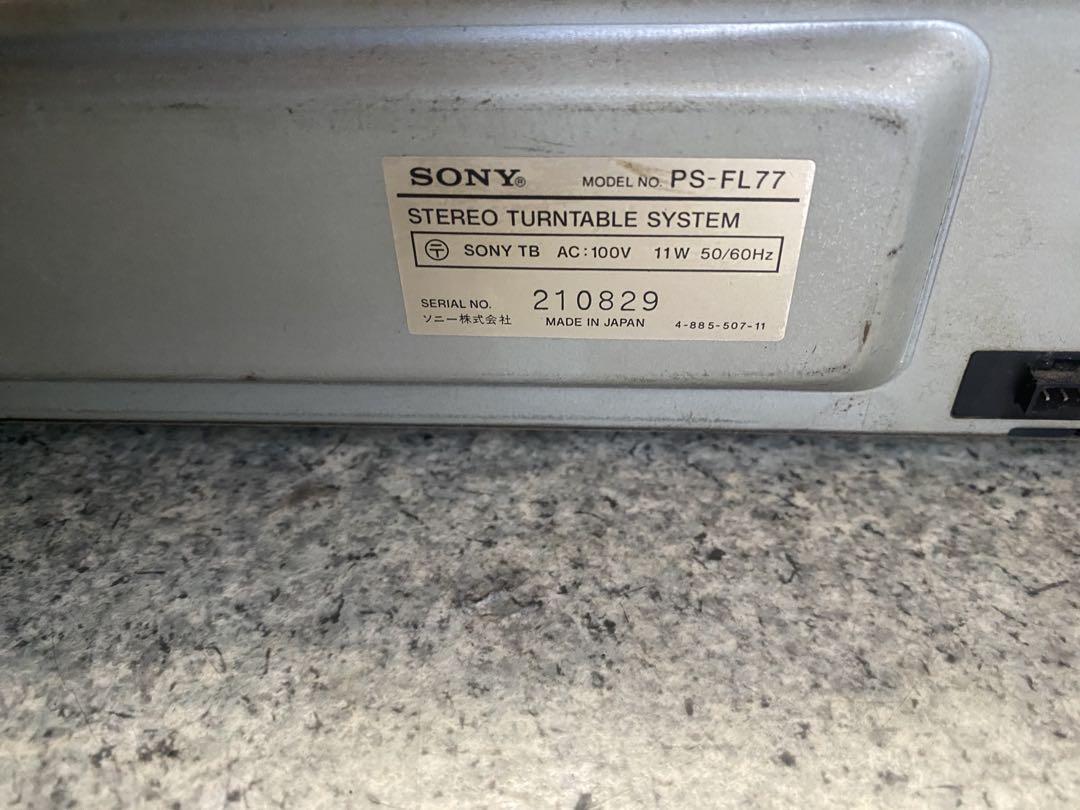 SONY® MODEL NO. PS-FL77
STEREO TURNTABLE SYSTEM
〶 SONY TB AC:100V 11W 50/60Hz
SERIAL NO. 210829
ソニー株式会社 MADE IN JAPAN 4-885-507-11